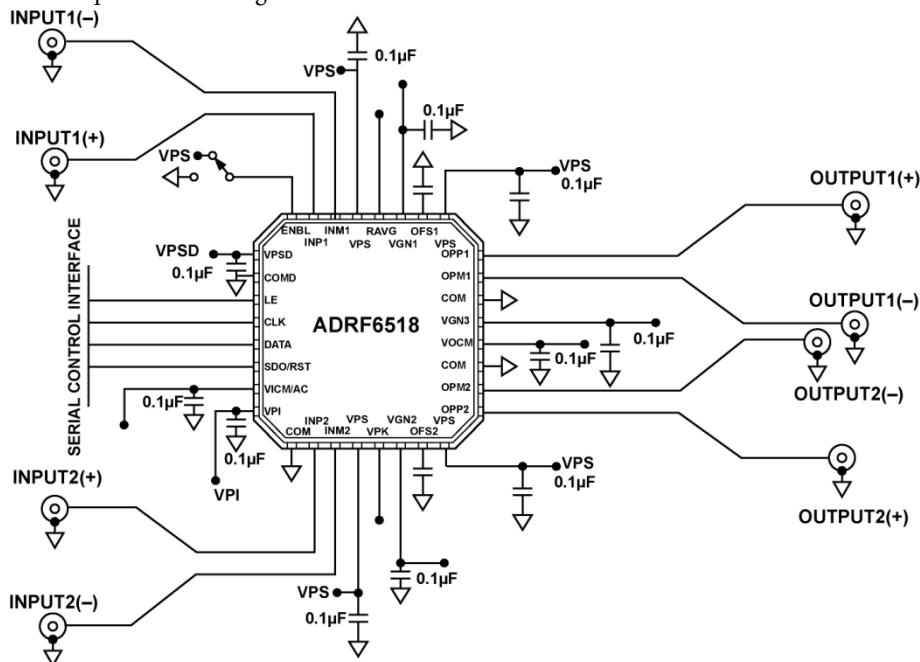 INPUT1(–)
0.1µF
VPS
0.1µF
INPUT1(+)
VPS
VPS
0.1µF
OUTPUT1(+)
ENBL
INP1
INM1
VPS
RAVG
VGN1
OFS1
VPS
VPSD
0.1µF
VPSD
COMD
LE
CLK
DATA
SDO/RST
VICM/AC
VPI
SERIAL CONTROL INTERFACE
ADRF6518
OPP1
OPM1
COM
VGN3
VOCM
COM
OPM2
OPP2
0.1µF
0.1µF
OUTPUT1(–)
OUTPUT2(–)
0.1µF
0.1µF
VPI
COM
INP2
INM2
VPS
VPK
VGN2
OFS2
VPS
VPS
0.1µF
INPUT2(+)
OUTPUT2(+)
0.1µF
VPS
0.1µF
INPUT2(–)